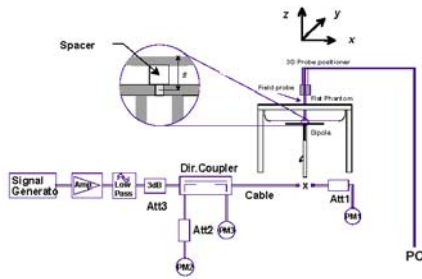 z
y
x
Spacer
s
3D Probe positioner
Field probe
Flat Phantom
Dipole
Signal
Generato
Amp
Low
Pass
3dB
Att3
Dir.Coupler
Cable
x
Att1
PM1
Att2
PM3
PM2
PC